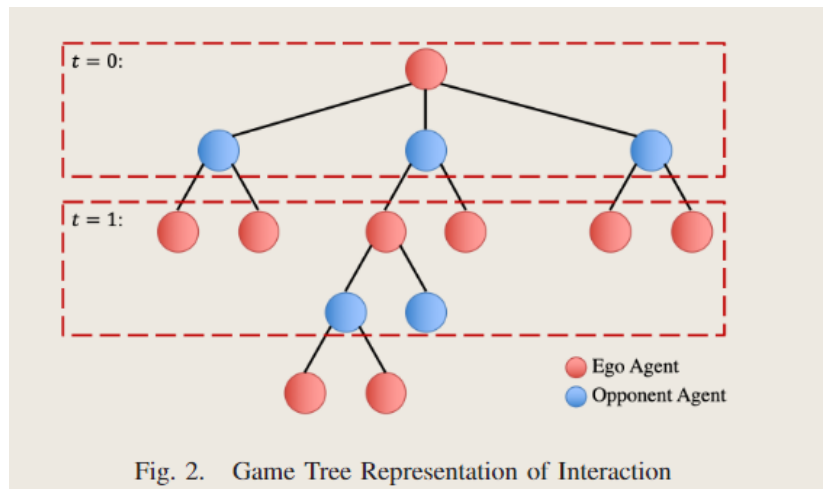 t = 0:
t = 1:
Ego Agent
Opponent Agent
Fig. 2. Game Tree Representation of Interaction